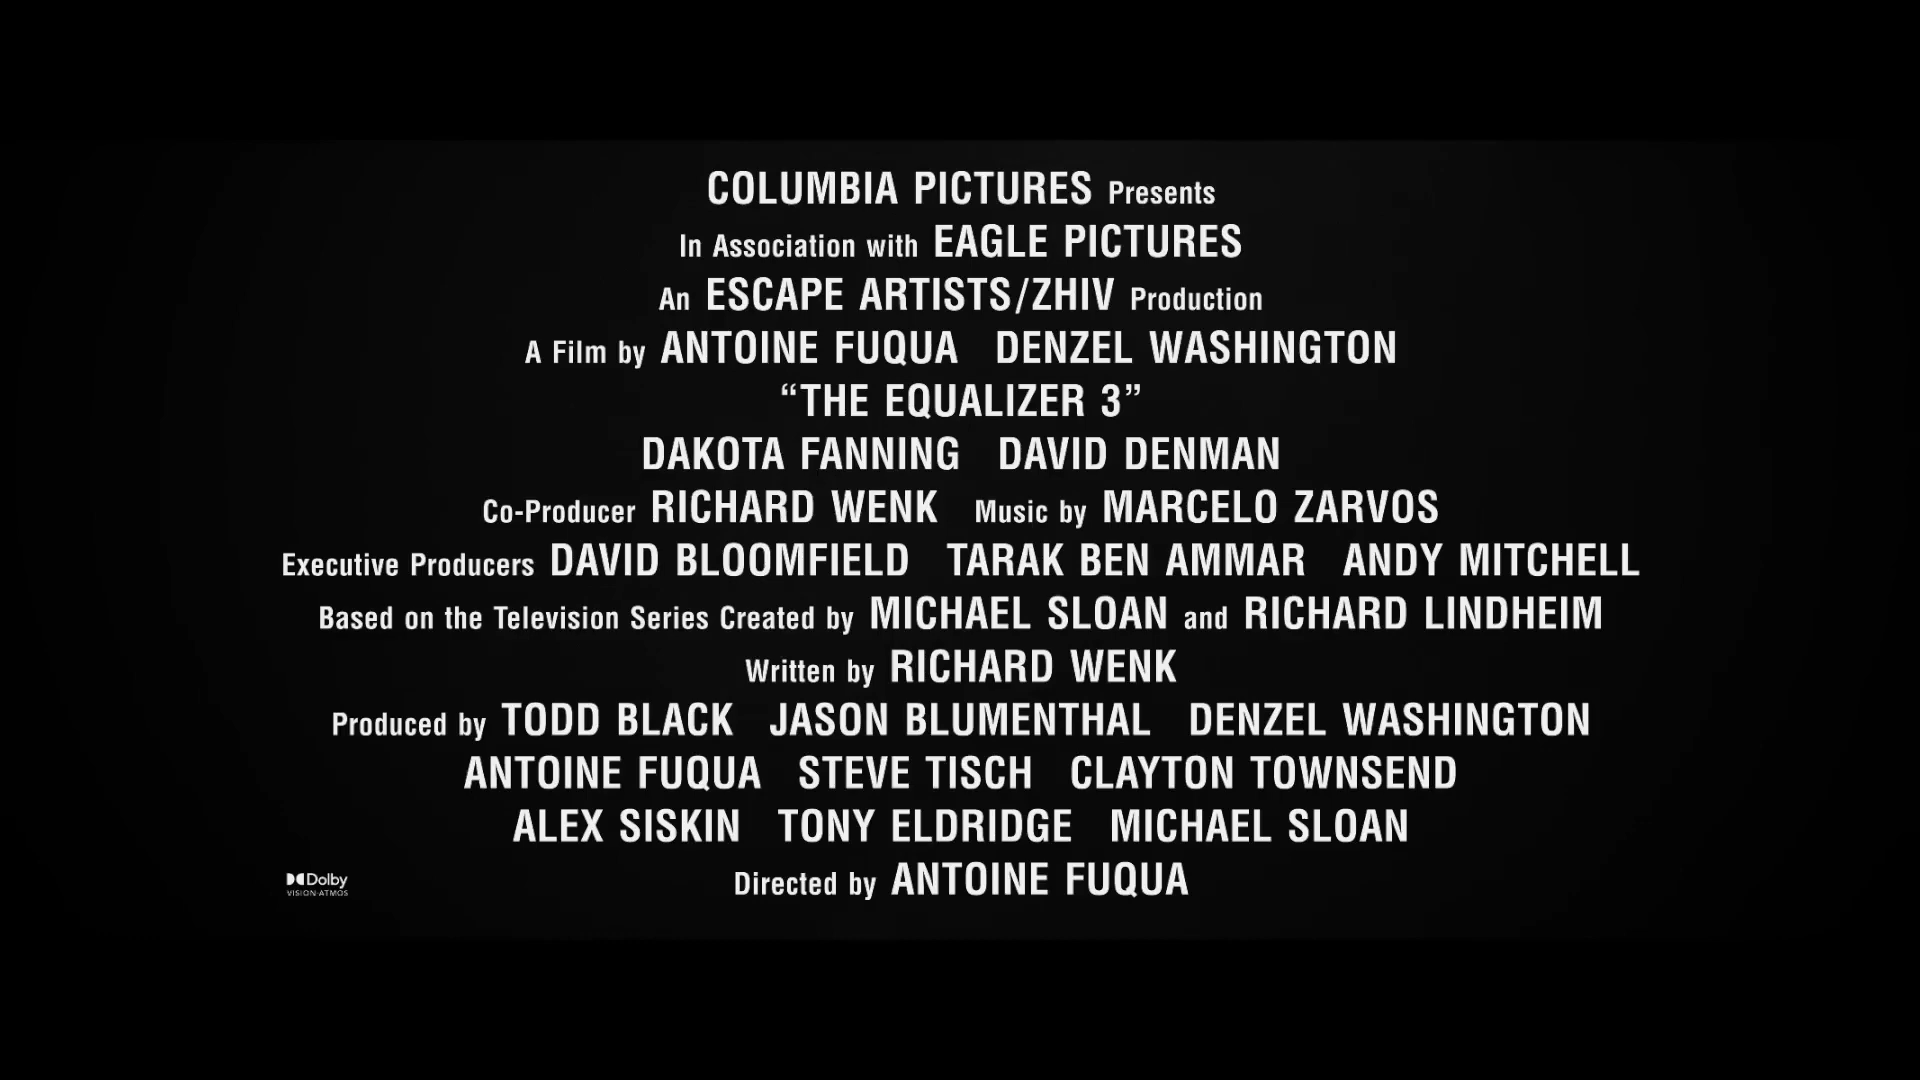 COLUMBIA PICTURES Presents
In Association with EAGLE PICTURES
An ESCAPE ARTISTS/ZHIV Production
A Film by ANTOINE FUQUA DENZEL WASHINGTON
“THE EQUALIZER 3”
DAKOTA FANNING DAVID DENMAN
Co-Producer RICHARD WENK Music by MARCELO ZARVOS
Executive Producers DAVID BLOOMFIELD TARAK BEN AMMAR ANDY MITCHELL
Based on the Television Series Created by MICHAEL SLOAN and RICHARD LINDHEIM
Written by RICHARD WENK
Produced by TODD BLACK JASON BLUMENTHAL DENZEL WASHINGTON
ANTOINE FUQUA STEVE TISCH CLAYTON TOWNSEND
ALEX SISKIN TONY ELDRIDGE MICHAEL SLOAN
Directed by ANTOINE FUQUA
Dolby
VISION·ATMOS